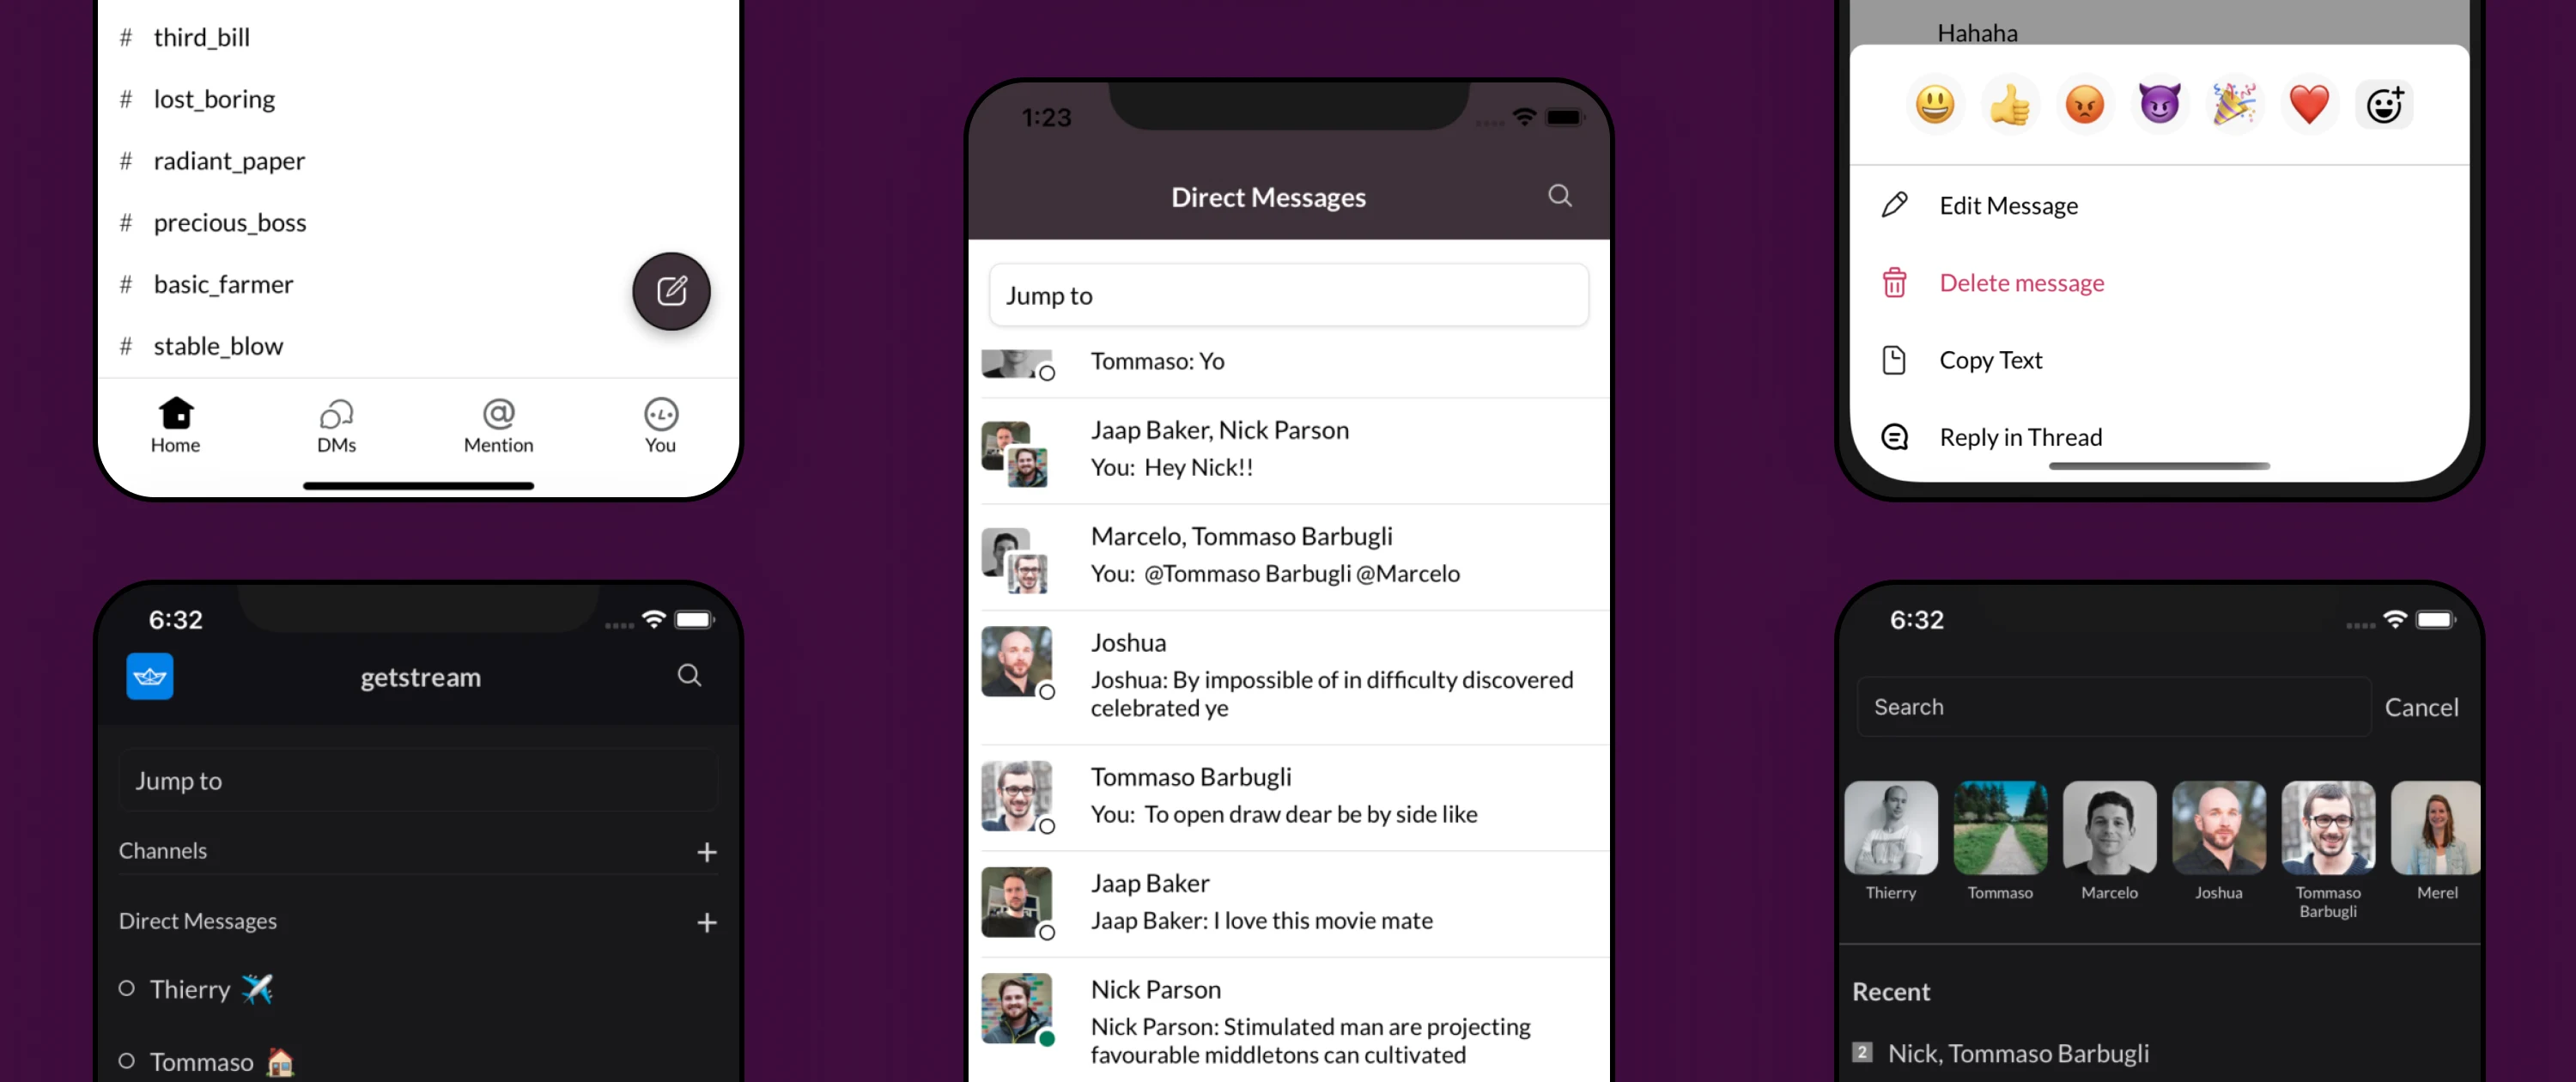 # third_bill
# lost_boring
# radiant_paper
# precious_boss
# basic_farmer
# stable_blow
Home DMs Mention You
6:32
getstream
Jump to
Channels +
Direct Messages +
Thierry
Tommaso
1:23
Direct Messages
Jump to
Tommaso: Yo
Jaap Baker, Nick Parson
You: Hey Nick!!
Marcelo, Tommaso Barbugli
You: @Tommaso Barbugli @Marcelo
Joshua
Joshua: By impossible of in difficulty discovered
celebrated ye
Tommaso Barbugli
You: To open draw dear be by side like
Jaap Baker
Jaap Baker: I love this movie mate
Nick Parson
Nick Parson: Stimulated man are projecting
favourable middletons can cultivated
Hahaha
Edit Message
Delete message
Copy Text
Reply in Thread
6:32
Search Cancel
Thierry Tommaso Marcelo Joshua Tommaso Merel
Barbugli
Recent
2 Nick, Tommaso Barbugli